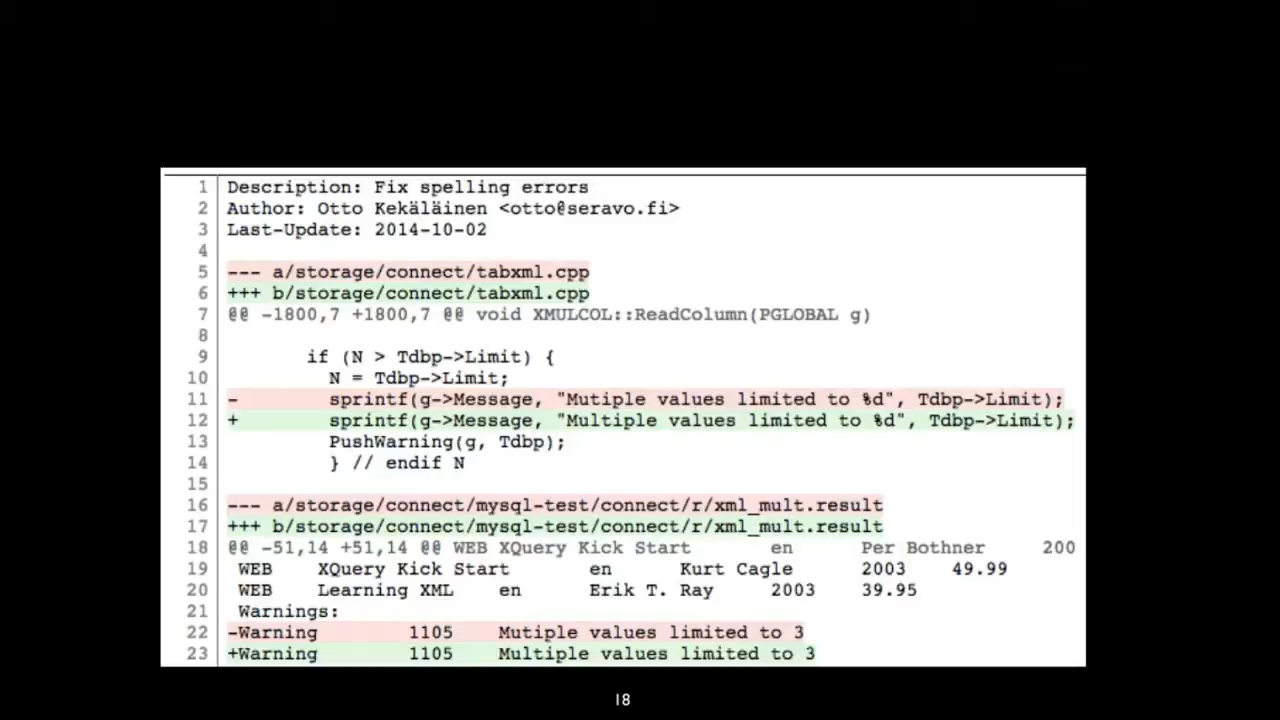 1 Description: Fix spelling errors
2 Author: Otto Kekäläinen <otto@seravo.fi>
3 Last-Update: 2014-10-02
4
5 --- a/storage/connect/tabxml.cpp
6 +++ b/storage/connect/tabxml.cpp
7 @@ -1800,7 +1800,7 @@ void XMULCOL::ReadColumn(PGLOBAL g)
8
9 if (N > Tdbp->Limit) {
10 N = Tdbp->Limit;
11 - sprintf(g->Message, "Mutiple values limited to %d", Tdbp->Limit);
12 + sprintf(g->Message, "Multiple values limited to %d", Tdbp->Limit);
13 PushWarning(g, Tdbp);
14 } // endif N
15
16 --- a/storage/connect/mysql-test/connect/r/xml_mult.result
17 +++ b/storage/connect/mysql-test/connect/r/xml_mult.result
18 @@ -51,14 +51,14 @@ WEB XQuery Kick Start en Per Bothner 200
19 WEB XQuery Kick Start en Kurt Cagle 2003 49.99
20 WEB Learning XML en Erik T. Ray 2003 39.95
21 Warnings:
22 -Warning 1105 Mutiple values limited to 3
23 +Warning 1105 Multiple values limited to 3
18